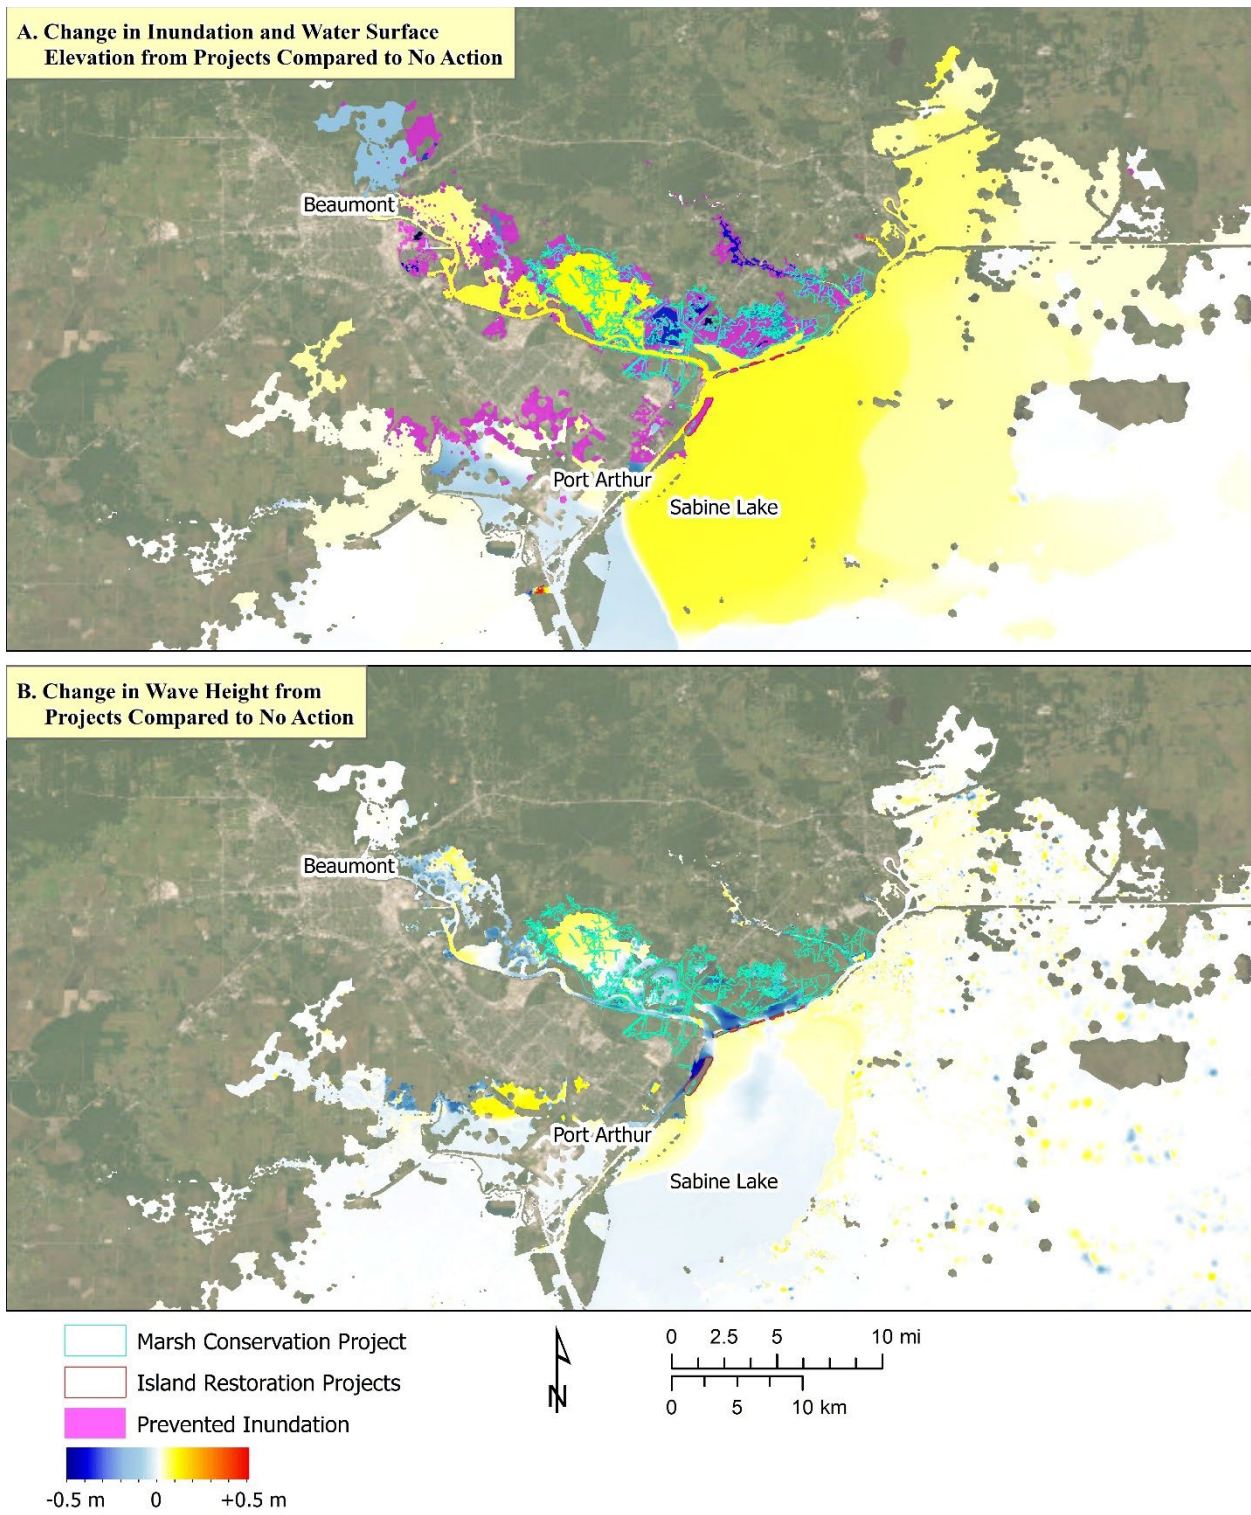 A. Change in Inundation and Water Surface
Elevation from Projects Compared to No Action
Beaumont
Port Arthur
Sabine Lake
B. Change in Wave Height from
Projects Compared to No Action
Beaumont
Port Arthur
Sabine Lake
Marsh Conservation Project
Island Restoration Projects
Prevented Inundation
-0.5 m 0 +0.5 m
N
0 2.5 5 10 mi
0 5 10 km